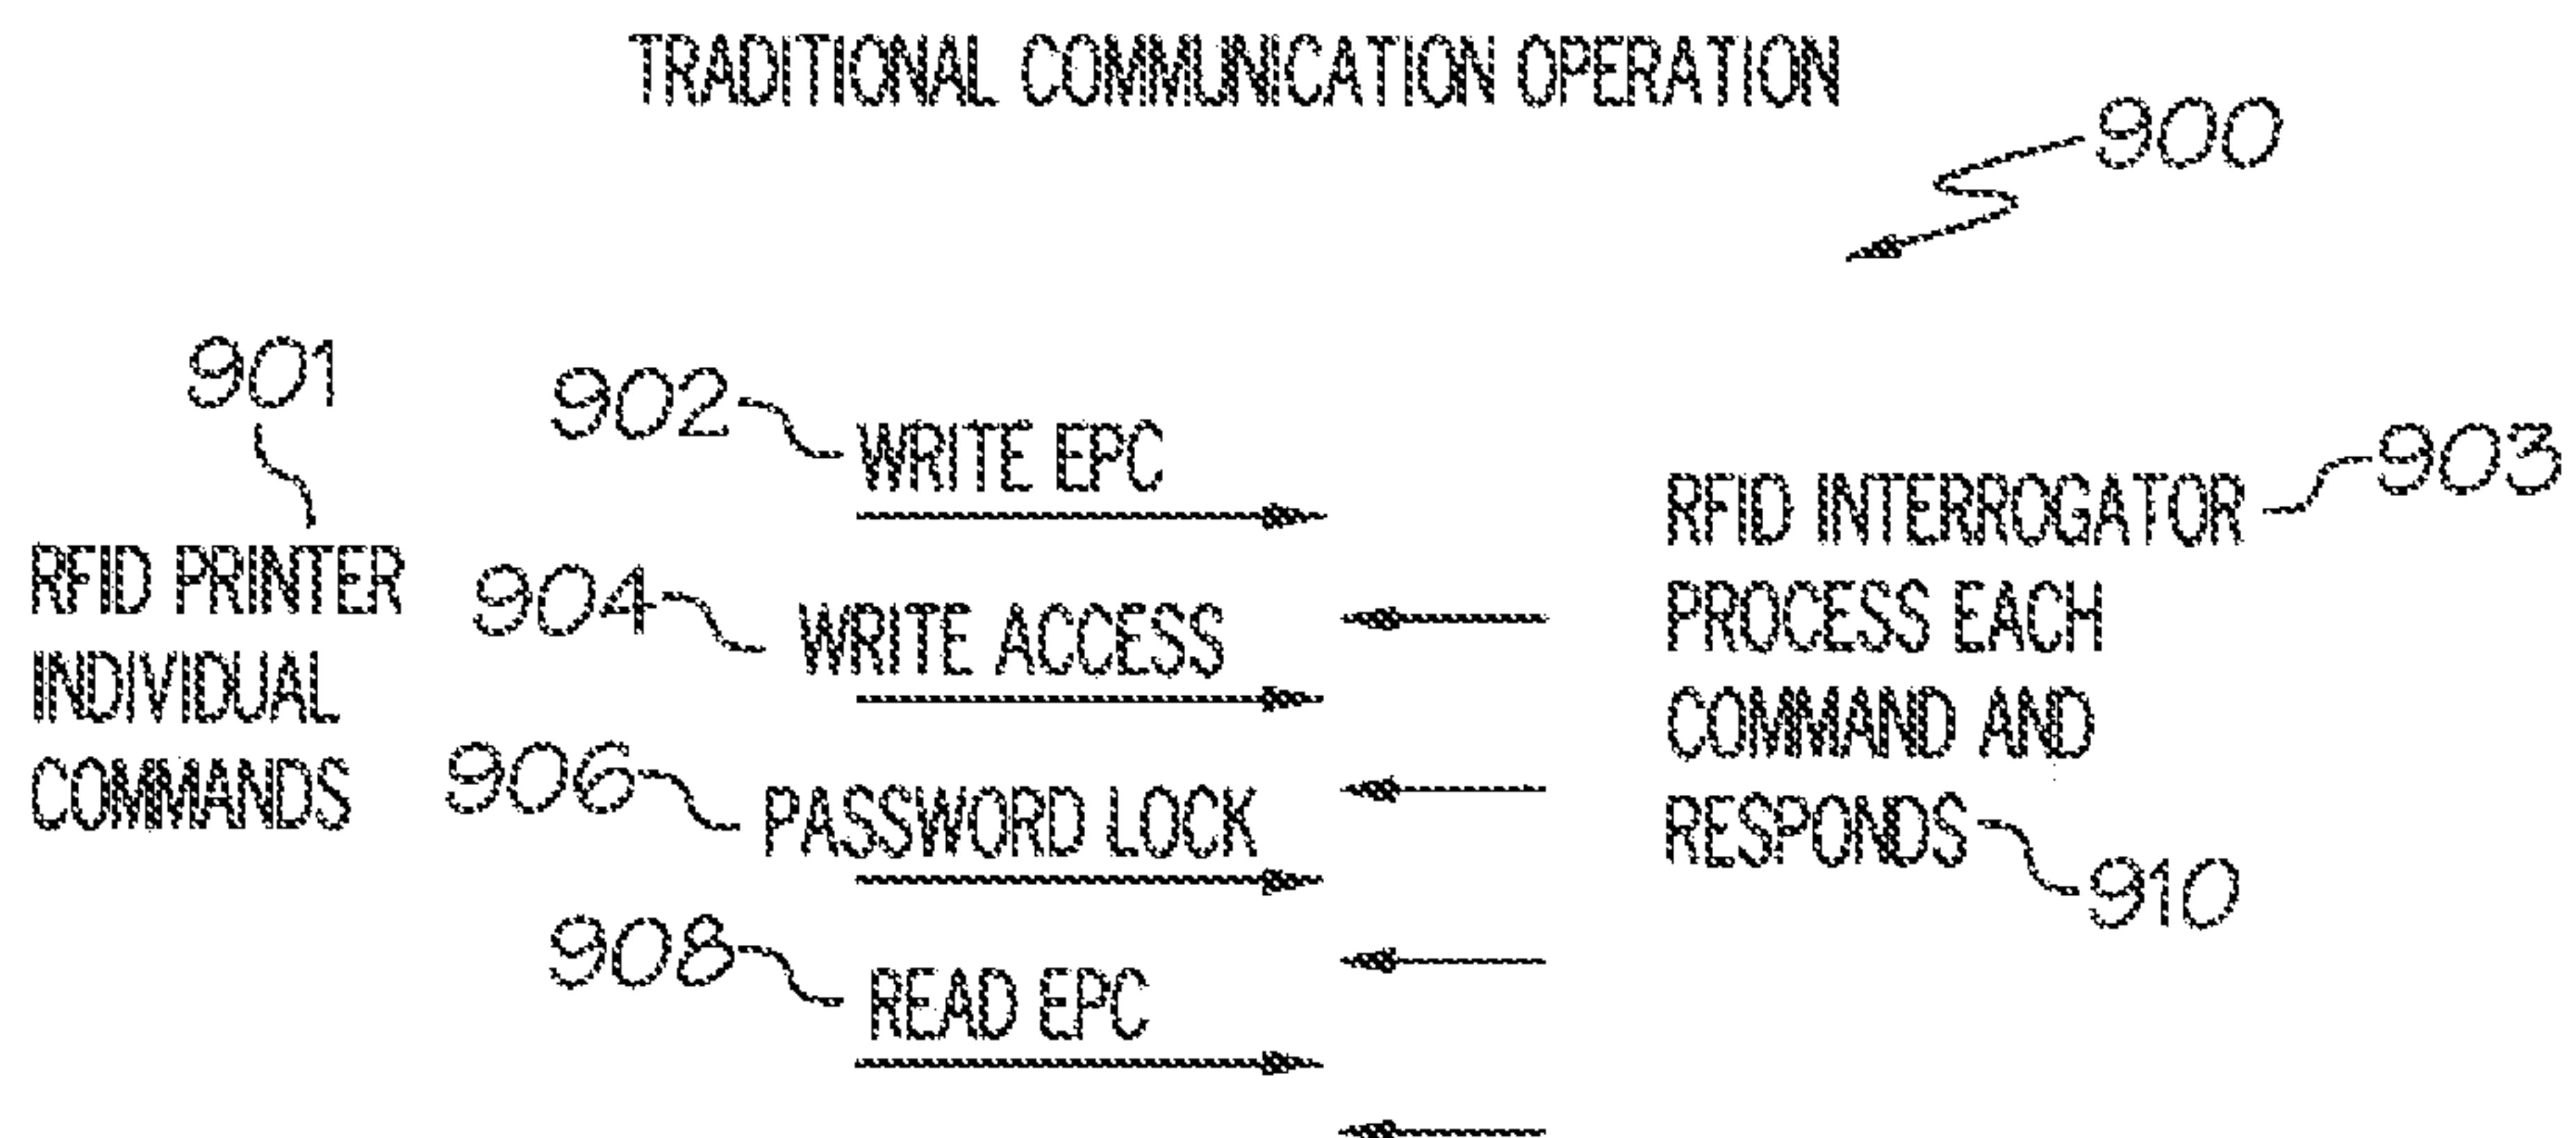 TRADITIONAL COMMUNICATION OPERATION
900
901
RFID PRINTER
INDIVIDUAL
COMMANDS
902
WRITE EPC
904
WRITE ACCESS
906
PASSWORD LOCK
908
READ EPC
903
RFID INTERROGATOR
PROCESS EACH
COMMAND AND
RESPONDS
910